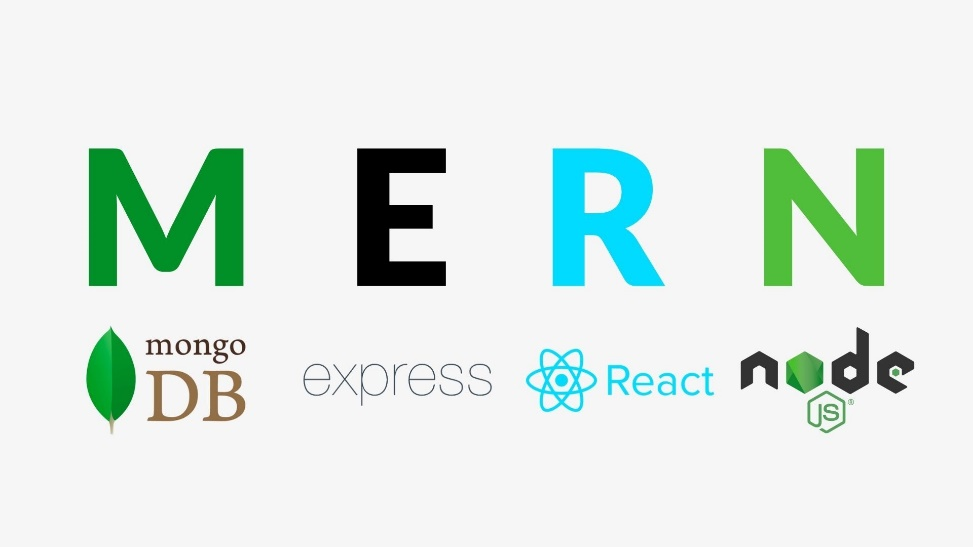 M E R N
mongo DB
express
React
node
JS®